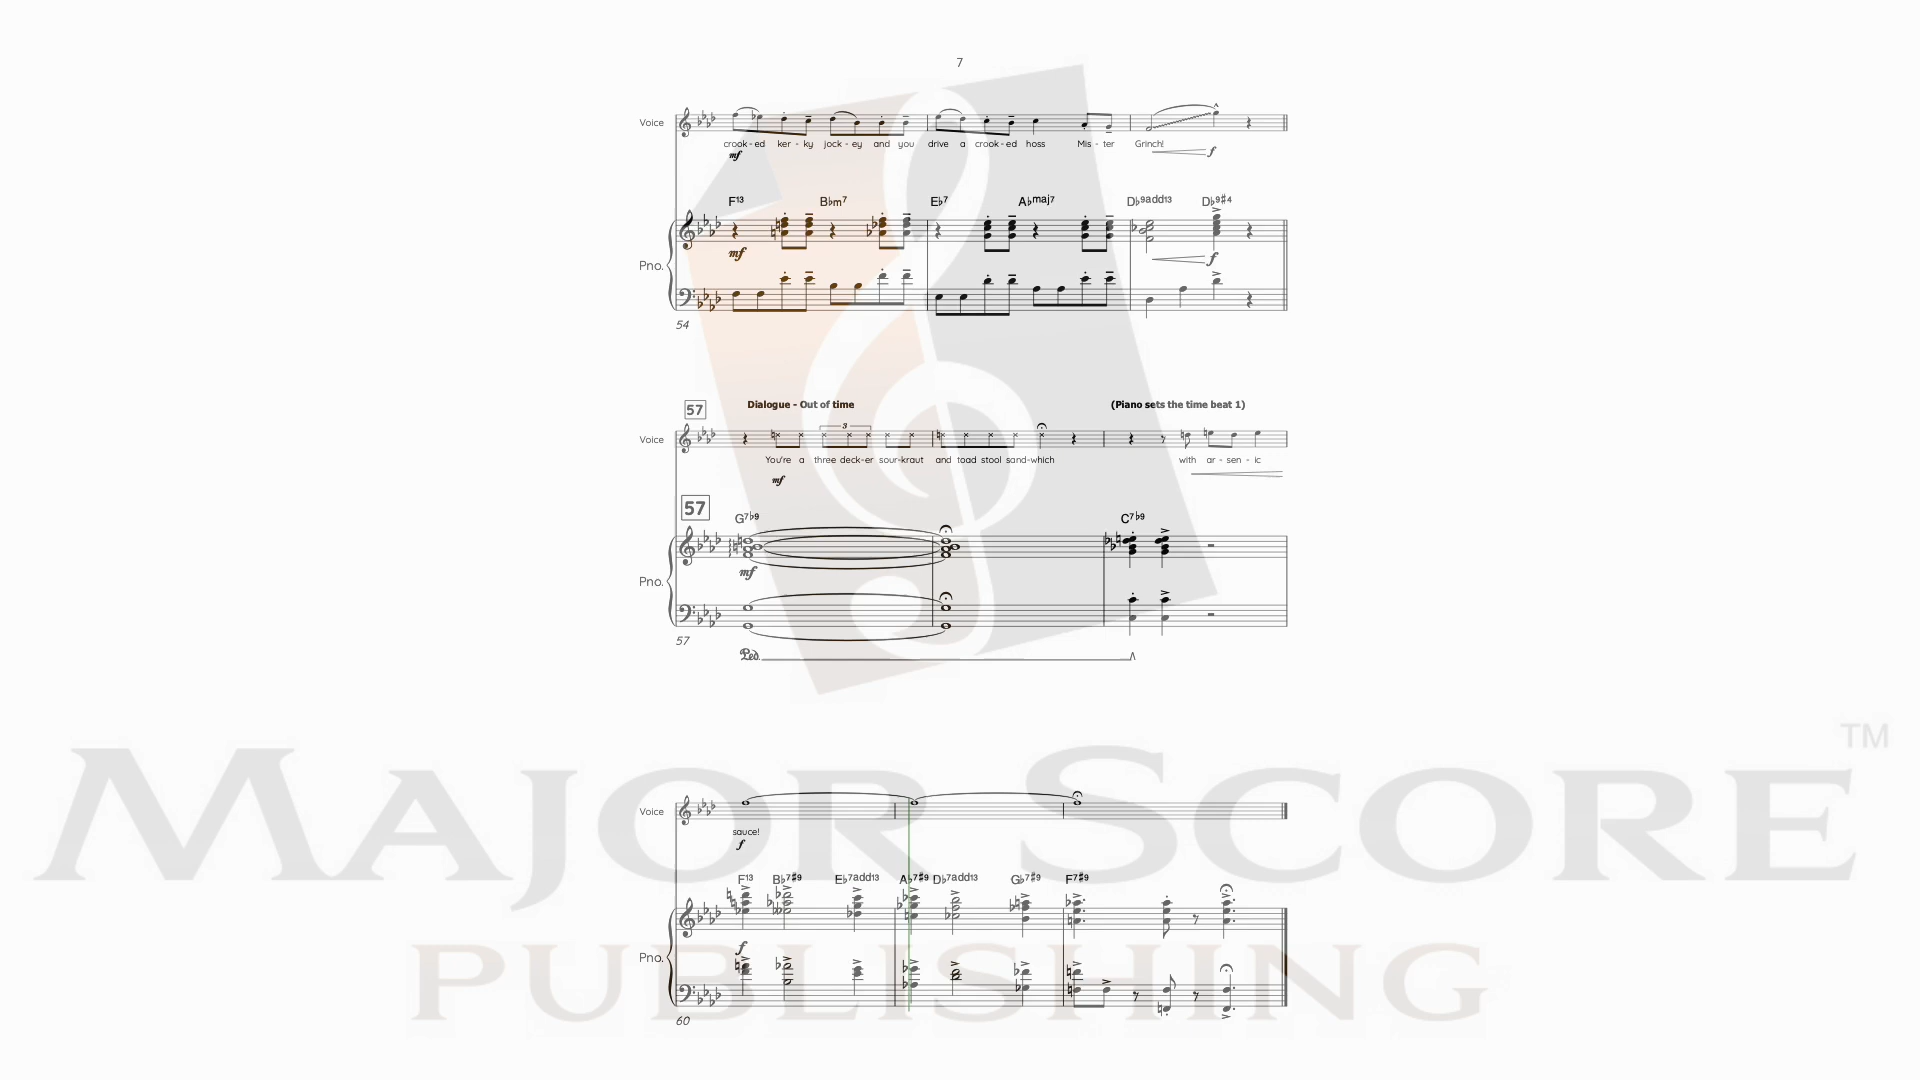 7
Voice
crook-ed ker-ky jock-ey and you drive a crook-ed hoss Mis-ter Grinch!
mf f
F13 B♭m7 E♭7 A♭maj7 D♭9add13 D♭9♯4
Pno.
mf f
54
57 Dialogue - Out of time (Piano sets the time beat 1)
Voice
3
You're a three deck-er sour-kraut and toad stool sand-which with ar-sen-ic
mf
57
G7♭9 C7♭9
mf
Pno.
57
Ped.
MAJOR SCORE TM
Voice
sauce!
f
F13 B♭7♯9 E♭7add13 A♭7♯9 D♭7add13 G♭7♯9 F7♯9
f
Pno.
60
PUBLISHING